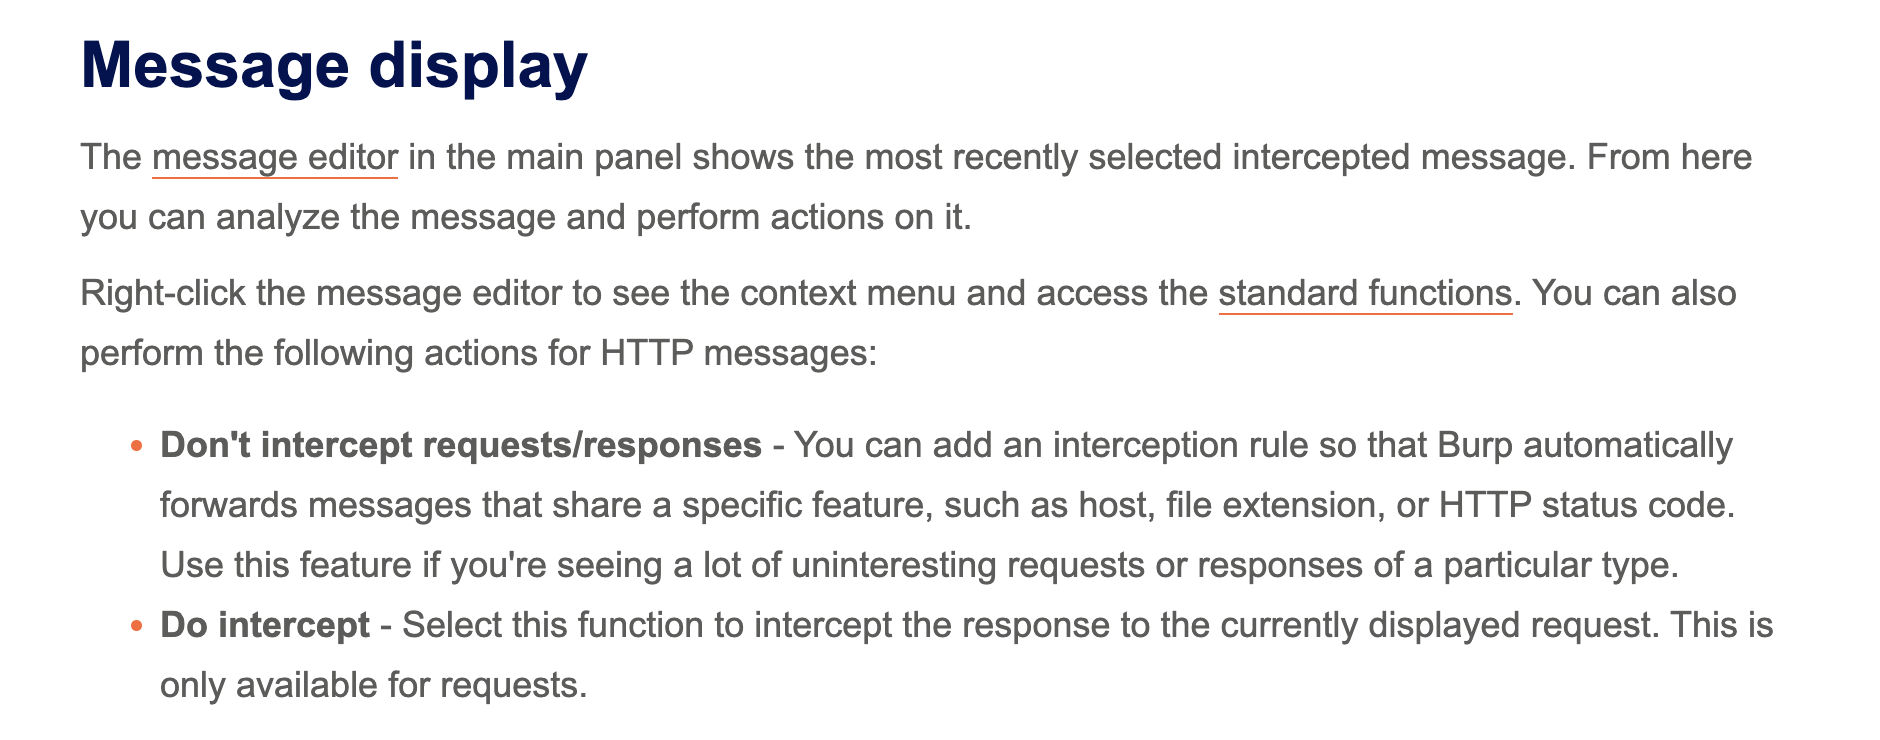 Message display
The message editor in the main panel shows the most recently selected intercepted message. From here
you can analyze the message and perform actions on it.
Right-click the message editor to see the context menu and access the standard functions. You can also
perform the following actions for HTTP messages:
• Don't intercept requests/responses - You can add an interception rule so that Burp automatically
forwards messages that share a specific feature, such as host, file extension, or HTTP status code.
Use this feature if you're seeing a lot of uninteresting requests or responses of a particular type.
• Do intercept - Select this function to intercept the response to the currently displayed request. This is
only available for requests.